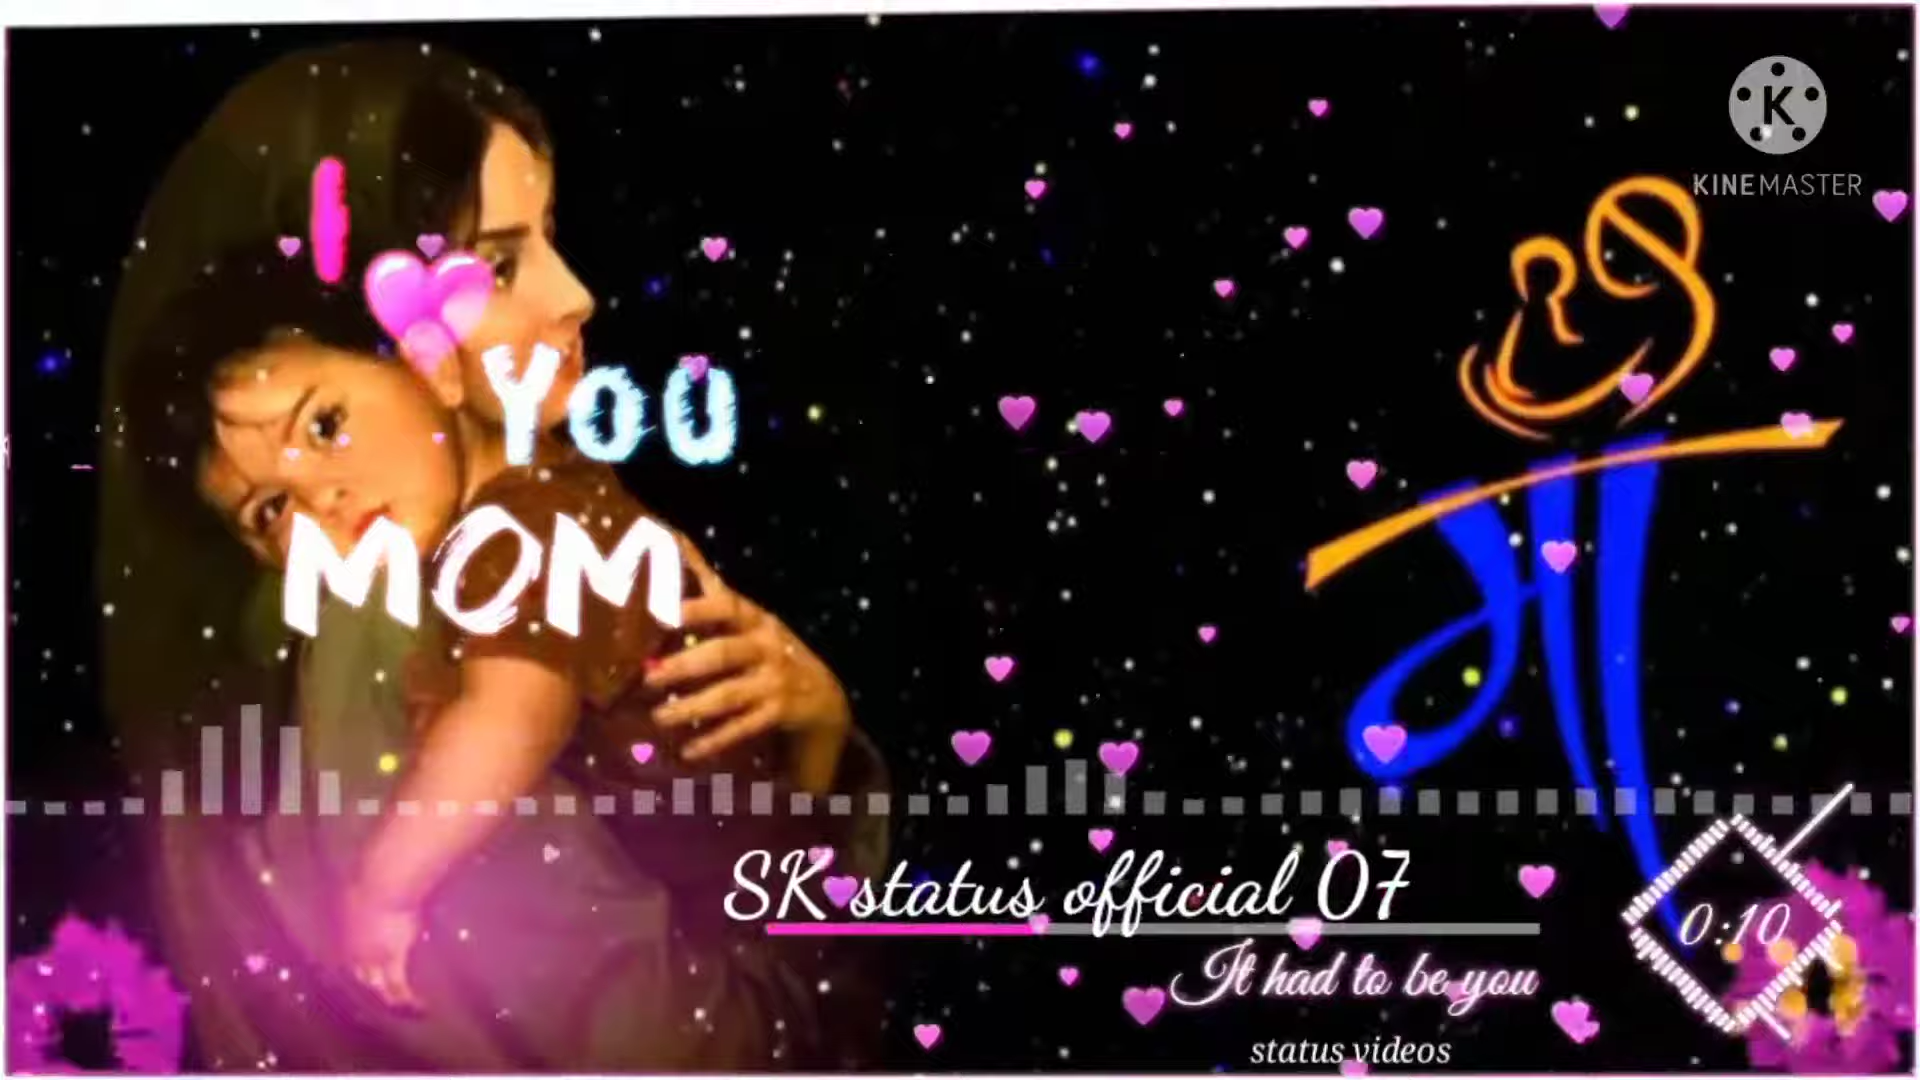 K
KINEMASTER
I
You
MOM
माँ
SK status official 07
0:10
It had to be you
status videos